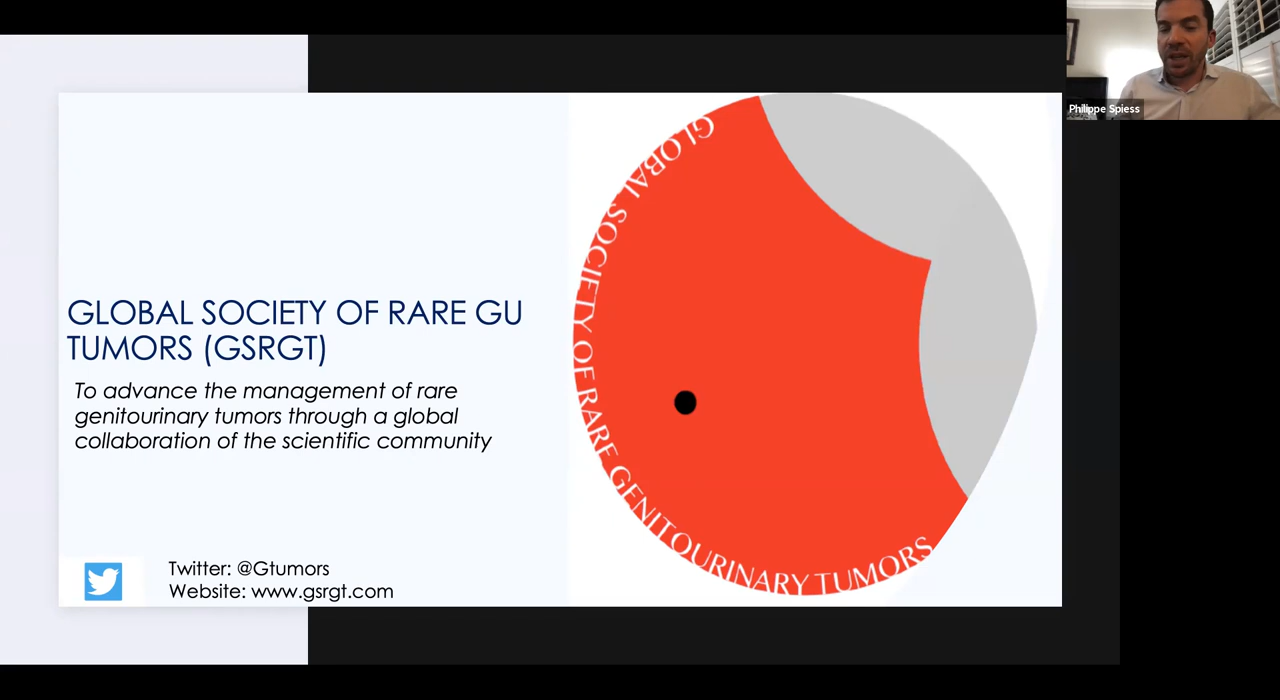 Philippe Spiess
GLOBAL SOCIETY OF RARE GENITOURINARY TUMORS
GLOBAL SOCIETY OF RARE GU
TUMORS (GSRGT)
To advance the management of rare
genitourinary tumors through a global
collaboration of the scientific community
Twitter: @Gtumors
Website: www.gsrgt.com